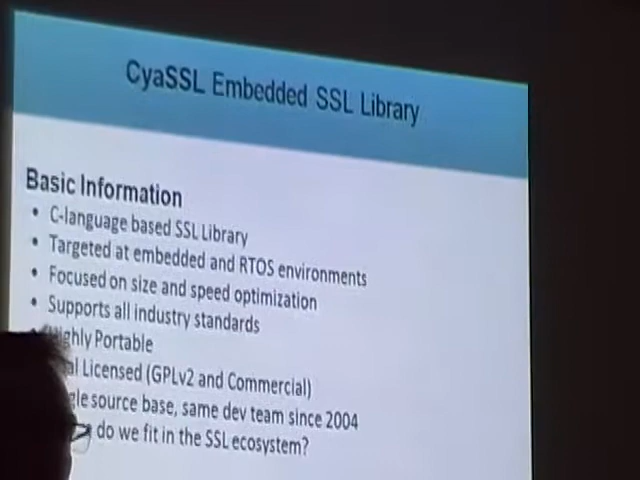 CyaSSL Embedded SSL Library
Basic Information
• C-language based SSL Library
• Targeted at embedded and RTOS environments
• Focused on size and speed optimization
• Supports all industry standards
Highly Portable
Licensed (GPLv2 and Commercial)
source base, same dev team since 2004
do we fit in the SSL ecosystem?